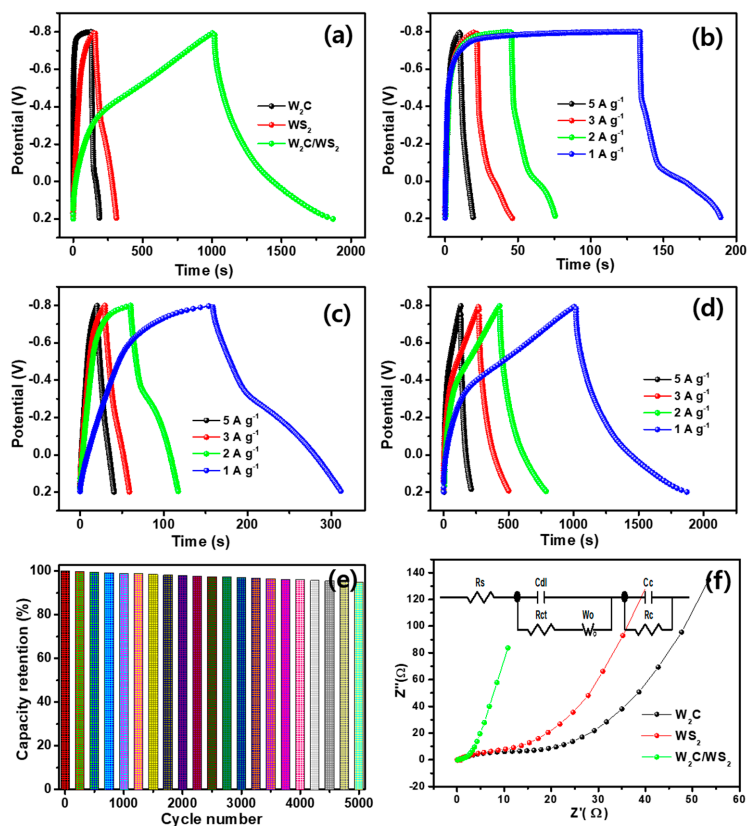 (a)
-0.8
-0.6
-0.4
-0.2
0.0
0.2
Potential (V)
W₂C
WS₂
W₂C/WS₂
0 500 1000 1500 2000
Time (s)
(b)
-0.8
-0.6
-0.4
-0.2
0.0
0.2
Potential (V)
5 A g⁻¹
3 A g⁻¹
2 A g⁻¹
1 A g⁻¹
0 50 100 150 200
Time (s)
(c)
-0.8
-0.6
-0.4
-0.2
0.0
0.2
Potential (V)
5 A g⁻¹
3 A g⁻¹
2 A g⁻¹
1 A g⁻¹
0 100 200 300
Time (s)
(d)
-0.8
-0.6
-0.4
-0.2
0.0
0.2
Potential (V)
5 A g⁻¹
3 A g⁻¹
2 A g⁻¹
1 A g⁻¹
0 500 1000 1500 2000
Time (s)
(e)
100
80
60
40
20
0
Capacity retention (%)
0 1000 2000 3000 4000 5000
Cycle number
(f)
140
120
100
80
60
40
20
0
-20
Z''(Ω)
Rs Cdl Cc
Rct Wo Rc
W₂C
WS₂
W₂C/WS₂
0 10 20 30 40 50 60
Z'(Ω)